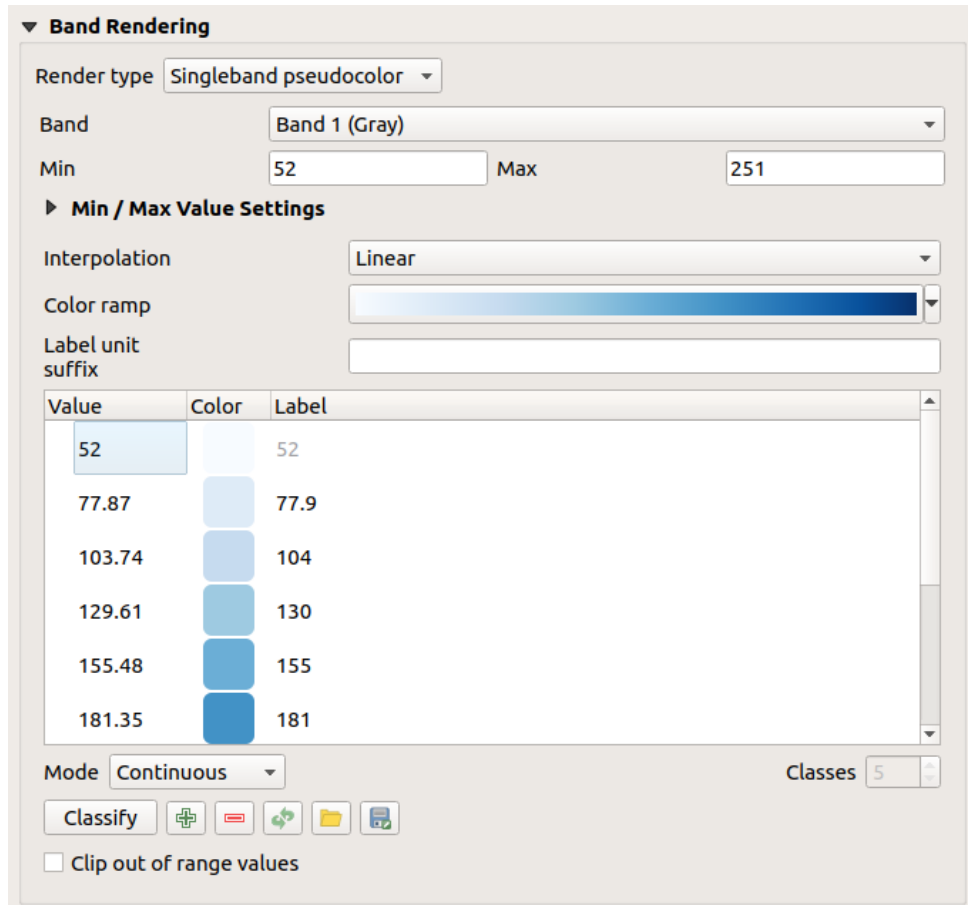 Band Rendering
Render type Singleband pseudocolor
Band Band 1 (Gray)
Min 52 Max 251
Min / Max Value Settings
Interpolation Linear
Color ramp
Label unit
suffix
Value Color Label
52 52
77.87 77.9
103.74 104
129.61 130
155.48 155
181.35 181
Mode Continuous Classes 5
Classify
Clip out of range values